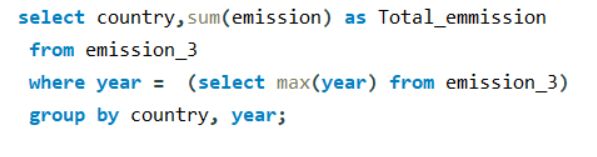 select country,sum(emission) as Total_emmission
from emission_3
where year =  (select max(year) from emission_3)
group by country, year;